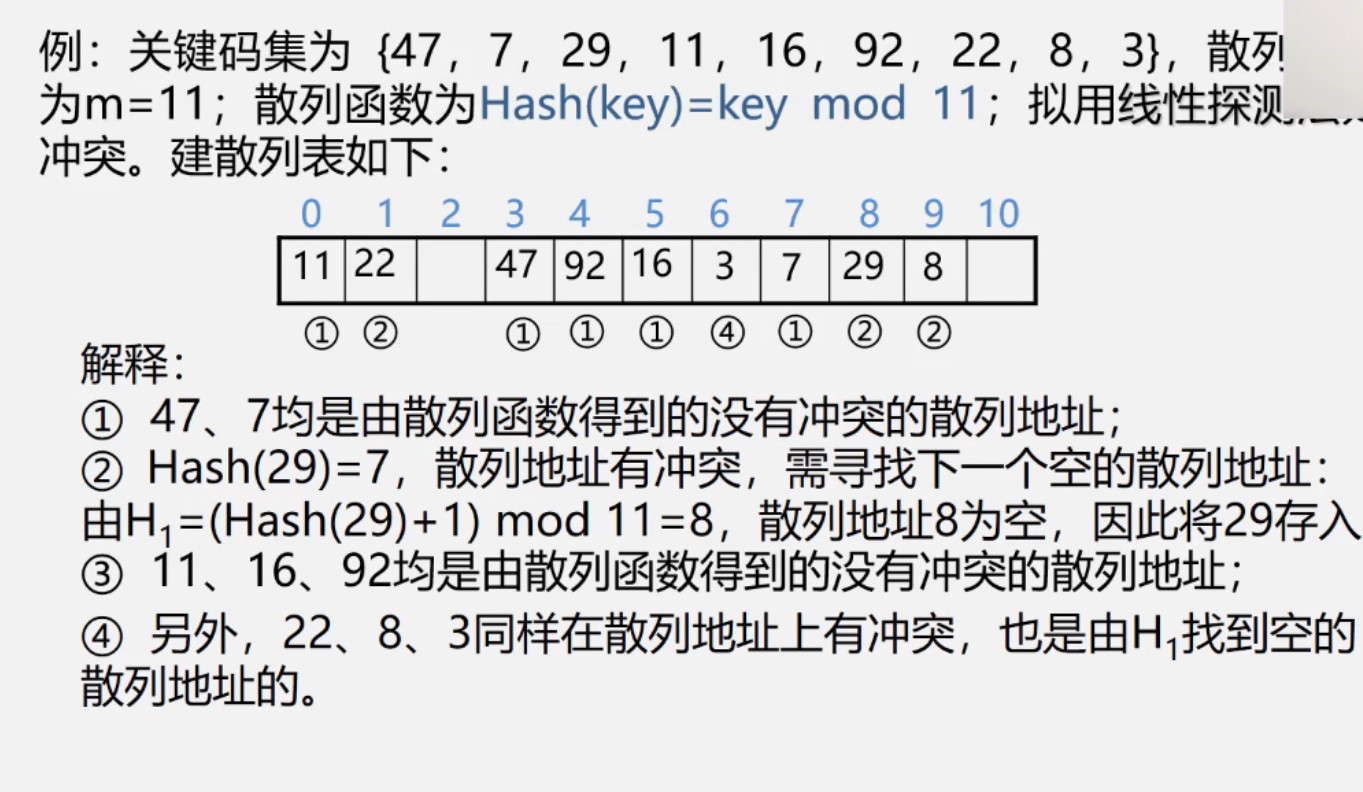 例：关键码集为 {47，7，29，11，16，92，22，8，3}，散列
为m=11；散列函数为Hash(key)=key mod 11；拟用线性探测
冲突。建散列表如下：
0 1 2 3 4 5 6 7 8 9 10
11 22 47 92 16 3 7 29 8
① ② ① ① ① ④ ① ② ②
解释：
① 47、7均是由散列函数得到的没有冲突的散列地址；
② Hash(29)=7，散列地址有冲突，需寻找下一个空的散列地址：
由H₁=(Hash(29)+1) mod 11=8，散列地址8为空，因此将29存入
③ 11、16、92均是由散列函数得到的没有冲突的散列地址；
④ 另外，22、8、3同样在散列地址上有冲突，也是由H₁找到空的
散列地址的。